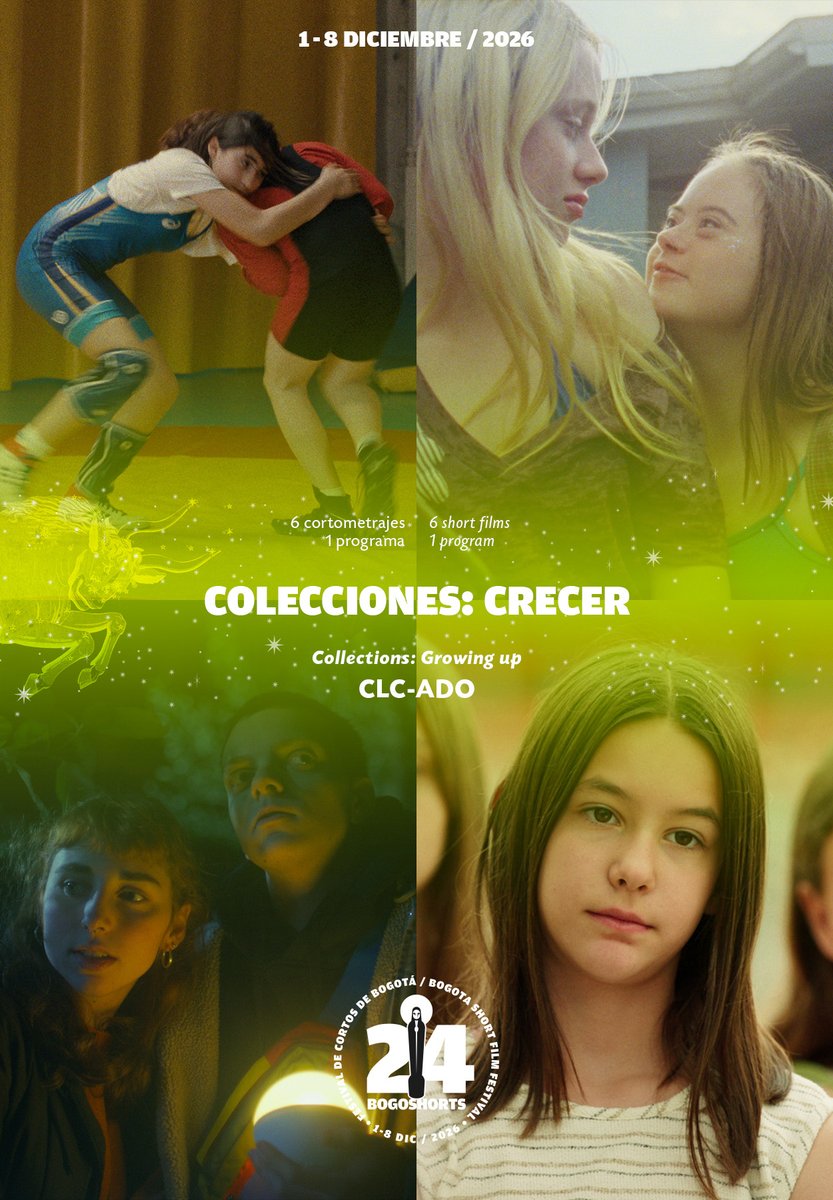 1 - 8 DICIEMBRE / 2026
6 cortometrajes
1 programa
6 short films
1 program
COLECCIONES: CRECER
Collections: Growing up
CLC-ADO
FESTIVAL DE CORTOS DE BOGOTÁ / BOGOTA SHORT FILM FESTIVAL
24
BOGOSHORTS
• 1-8 DIC / 2026 •